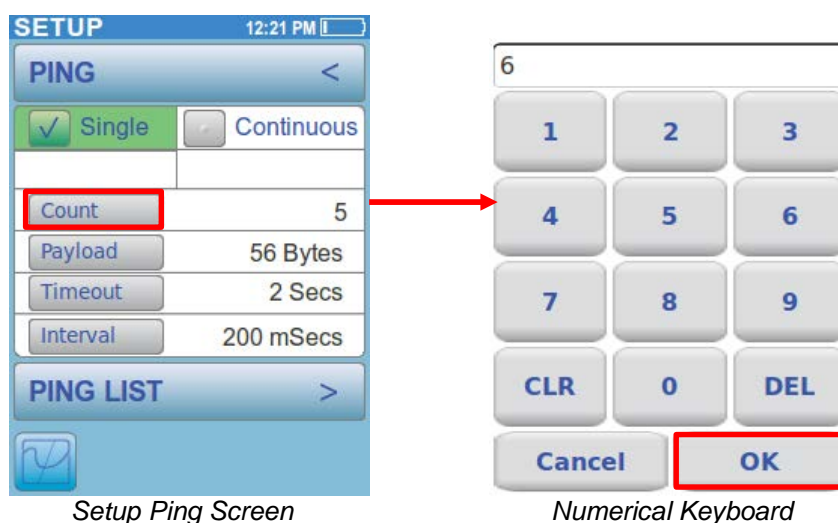 SETUP 12:21 PM
PING <
Single Continuous
Count 5
Payload 56 Bytes
Timeout 2 Secs
Interval 200 mSecs
PING LIST >
Setup Ping Screen
6
1 2 3
4 5 6
7 8 9
CLR 0 DEL
Cancel OK
Numerical Keyboard